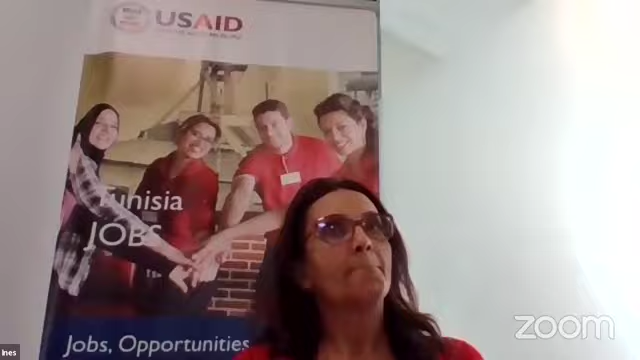 USAID
Tunisia
JOBS
Jobs, Opportunities
Ines
zoom